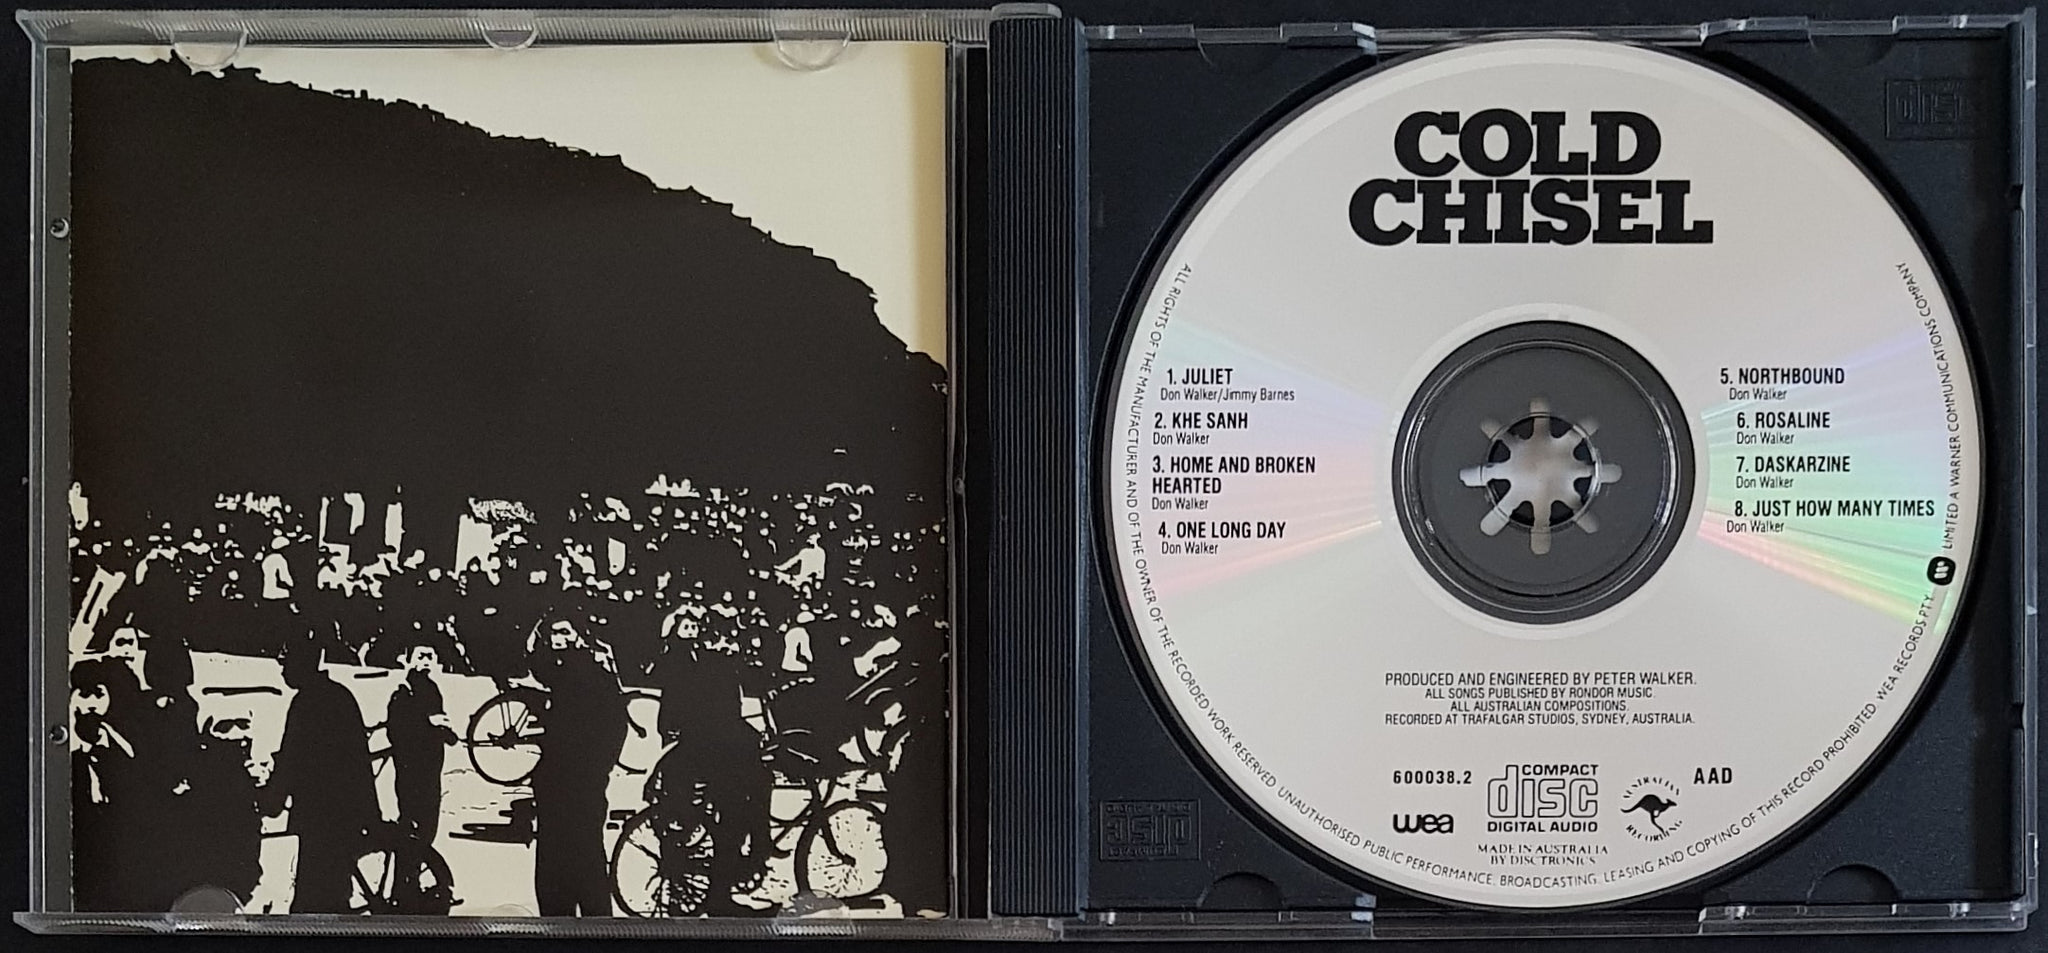 COLD
CHISEL
1. JULIET
Don Walker/Jimmy Barnes
2. KHE SANH
Don Walker
3. HOME AND BROKEN
HEARTED
Don Walker
4. ONE LONG DAY
Don Walker
5. NORTHBOUND
Don Walker
6. ROSALINE
Don Walker
7. DASKARZINE
Don Walker
8. JUST HOW MANY TIMES
Don Walker
PRODUCED AND ENGINEERED BY PETER WALKER.
ALL SONGS PUBLISHED BY RONDOR MUSIC.
ALL AUSTRALIAN COMPOSITIONS.
RECORDED AT TRAFALGAR STUDIOS, SYDNEY, AUSTRALIA.
600038.2
wea
COMPACT
disc
DIGITAL AUDIO
MADE IN AUSTRALIA
BY DISCTRONICS
AUSTRALIAN
RECORDING
AAD
ALL RIGHTS OF THE MANUFACTURER AND OF THE OWNER OF THE RECORDED WORK RESERVED. UNAUTHORISED PUBLIC PERFORMANCE, BROADCASTING, LEASING AND COPYING OF THIS RECORD PROHIBITED. WEA RECORDS PTY. LIMITED A WARNER COMMUNICATIONS COMPANY